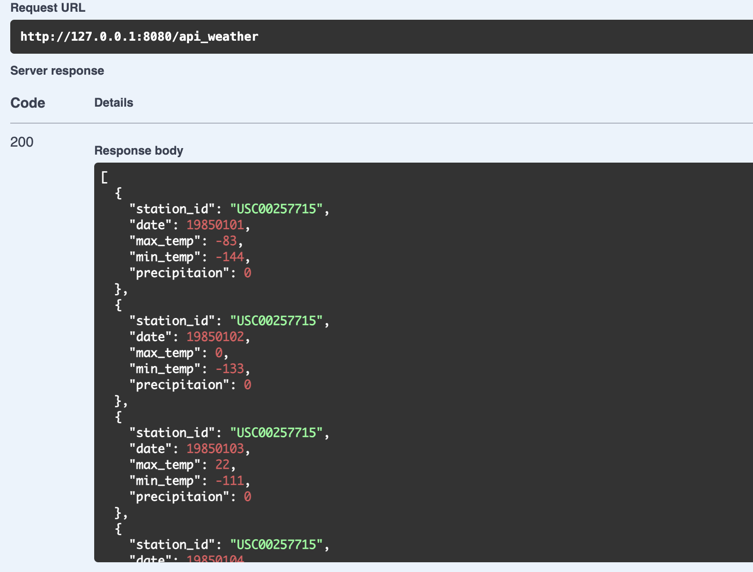 Request URL
http://127.0.0.1:8080/api_weather
Server response
Code Details
200
Response body
[
{
"station_id": "USC00257715",
"date": 19850101,
"max_temp": -83,
"min_temp": -144,
"precipitaion": 0
},
{
"station_id": "USC00257715",
"date": 19850102,
"max_temp": 0,
"min_temp": -133,
"precipitaion": 0
},
{
"station_id": "USC00257715",
"date": 19850103,
"max_temp": 22,
"min_temp": -111,
"precipitaion": 0
},
{
"station_id": "USC00257715",
"date": 19850104